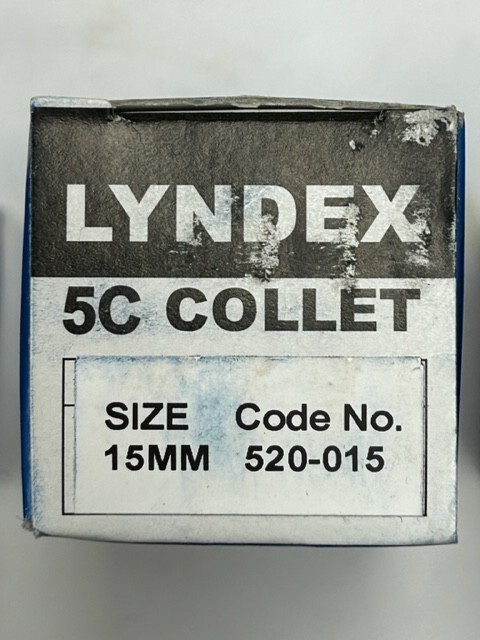 LYNDEX
5C COLLET
SIZE Code No.
15MM 520-015